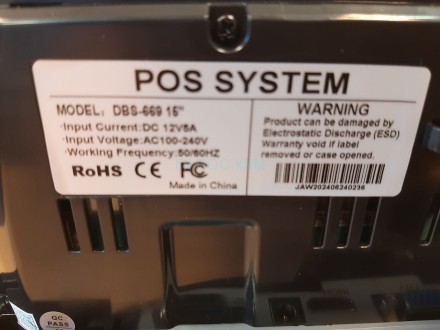 POS SYSTEM
MODEL: DBS-669 15"
·Input Current:DC 12V5A
·Input Voltage:AC100-240V
·Working Frequency:50/60HZ
RoHS CE FC
Made in China
WARNING
Product can be damaged by
Electrostatic Discharge (ESD)
Warranty void if label
removed or case opened.
JAW202406240236
QC
PASS